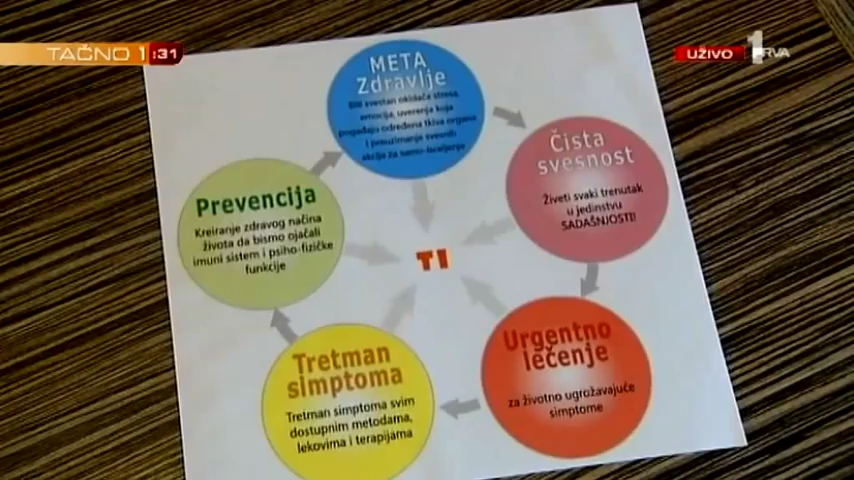 TAČNO 1
:31
UŽIVO
1
PRVA
META
Zdravlje
Biti svestan okidača stresa,
emocija, uverenja koja
pogađaju određena tkiva organa
i preuzimanje svesnih
akcija za samo-isceljenje
Čista
svesnost
Živeti svaki trenutak
u jedinstvu
SADAŠNJOSTI!
Prevencija
Kreiranje zdravog načina
života da bismo ojačali
imuni sistem i psiho-fizičke
funkcije
TI
Urgentno
lečenje
za životno ugrožavajuće
simptome
Tretman
simptoma
Tretman simptoma svim
dostupnim metodama,
lekovima i terapijama